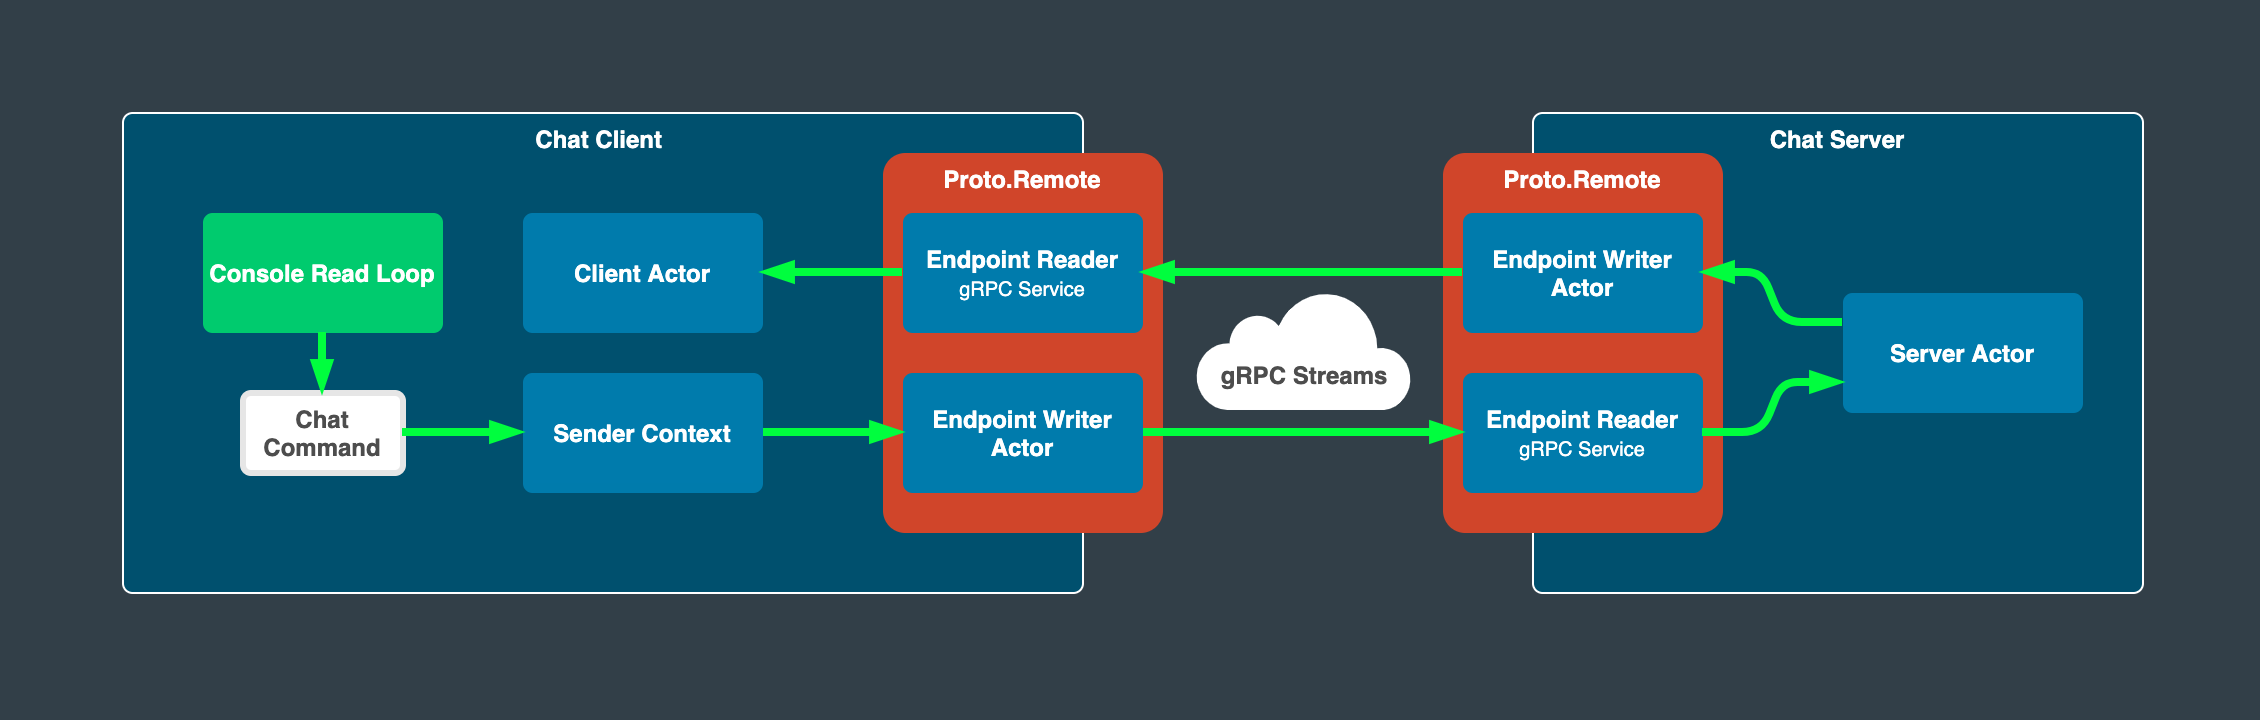 Chat Client
Console Read Loop
Chat
Command
Client Actor
Sender Context
Proto.Remote
Endpoint Reader
gRPC Service
Endpoint Writer
Actor
gRPC Streams
Chat Server
Proto.Remote
Endpoint Writer
Actor
Endpoint Reader
gRPC Service
Server Actor